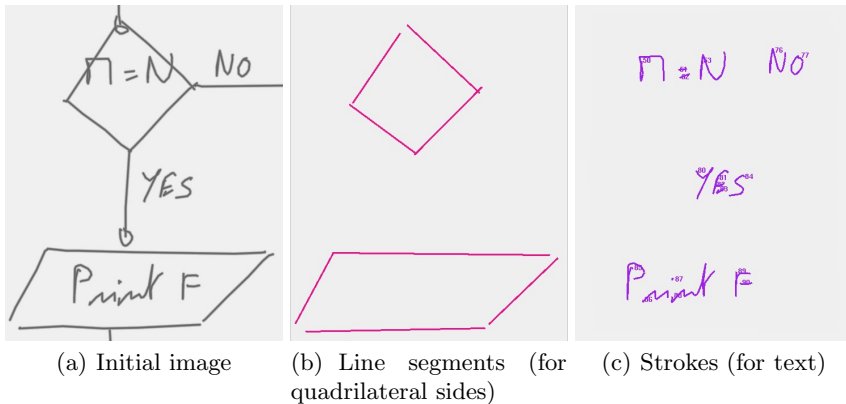 n = N NO
YES
Print F
(a) Initial image
n = N NO
YES
Print F
(b) Line segments (for
quadrilateral sides)
(c) Strokes (for text)